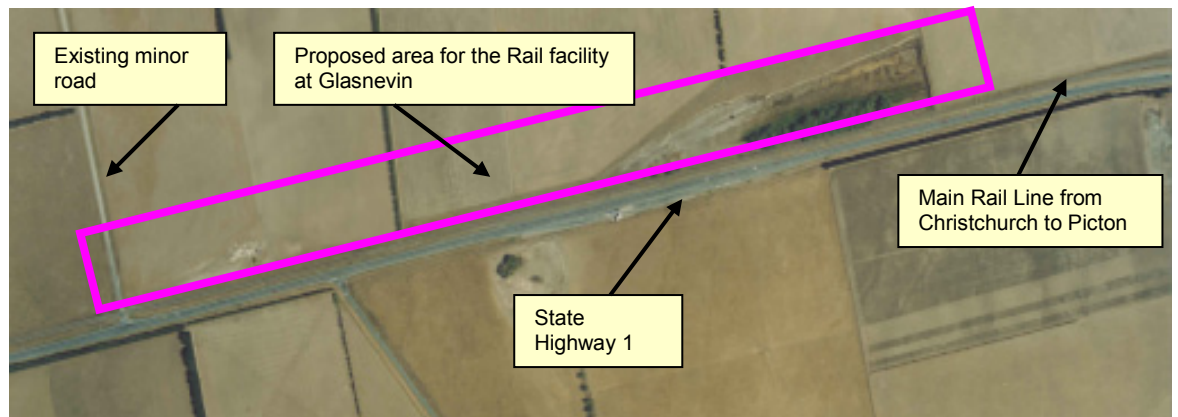 Existing minor
road
Proposed area for the Rail facility
at Glasnevin
Main Rail Line from
Christchurch to Picton
State
Highway 1